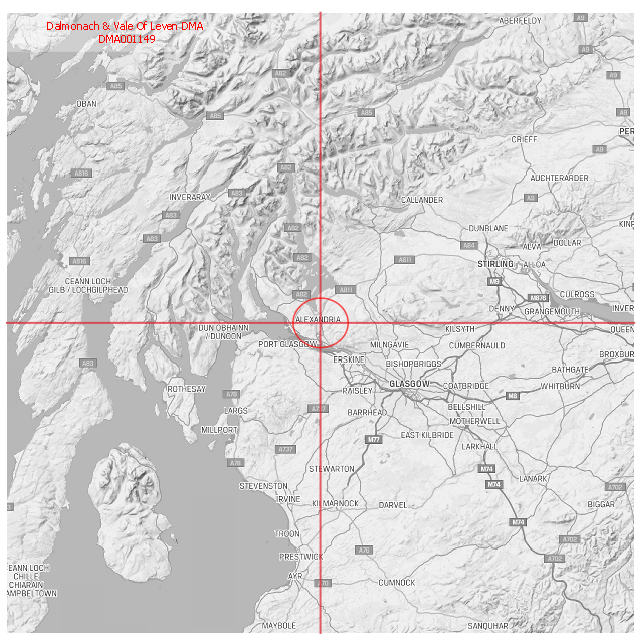 Dalmonach & Vale Of Leven DMA
DMA001149
ABERFELDY
A9
A9
A82
A85
A9
OBAN
A85
A85
A9
PER
CRIEFF
A9
A816
A82
AUCHTERARDER
INVERARAY
A83
A9
CALLANDER
A83
KIN
A82
DUNBLANE
A83
A84
ALVA
DOLLAR
A82
A811
A816
STIRLING
ALLOA
CEANN LOCH
GILB / LOCHGILPHEAD
M9
A82
A811
M876
CULROSS
DENNY
GRANGEMOUTH
INVER
ALEXANDRIA
DUN OBHAINN
/ DUNOON
KILSYTH
QUEEN
PORT GLASGOW
MILNGAVIE
CUMBERNAULD
ERSKINE
BROXBUR
A83
BISHOPBRIGGS
BATHGATE
ROTHESAY
GLASGOW
COATBRIDGE
WHITBURN
A78
PAISLEY
M8
LARGS
A737
BARRHEAD
BELLSHILL
MOTHERWELL
MILLPORT
M77
EAST KILBRIDE
A737
LARKHALL
A78
STEWARTON
M74
LANARK
STEVENSTON
M74
A702
IRVINE
KILMARNOCK
DARVEL
BIGGAR
M74
TROON
A702
A76
PRESTWICK
A702
EANN LOCH
CHILLE
CHIARAIN
AMPBELTOWN
AYR
A70
CUMNOCK
MAYBOLE
SANQUHAR